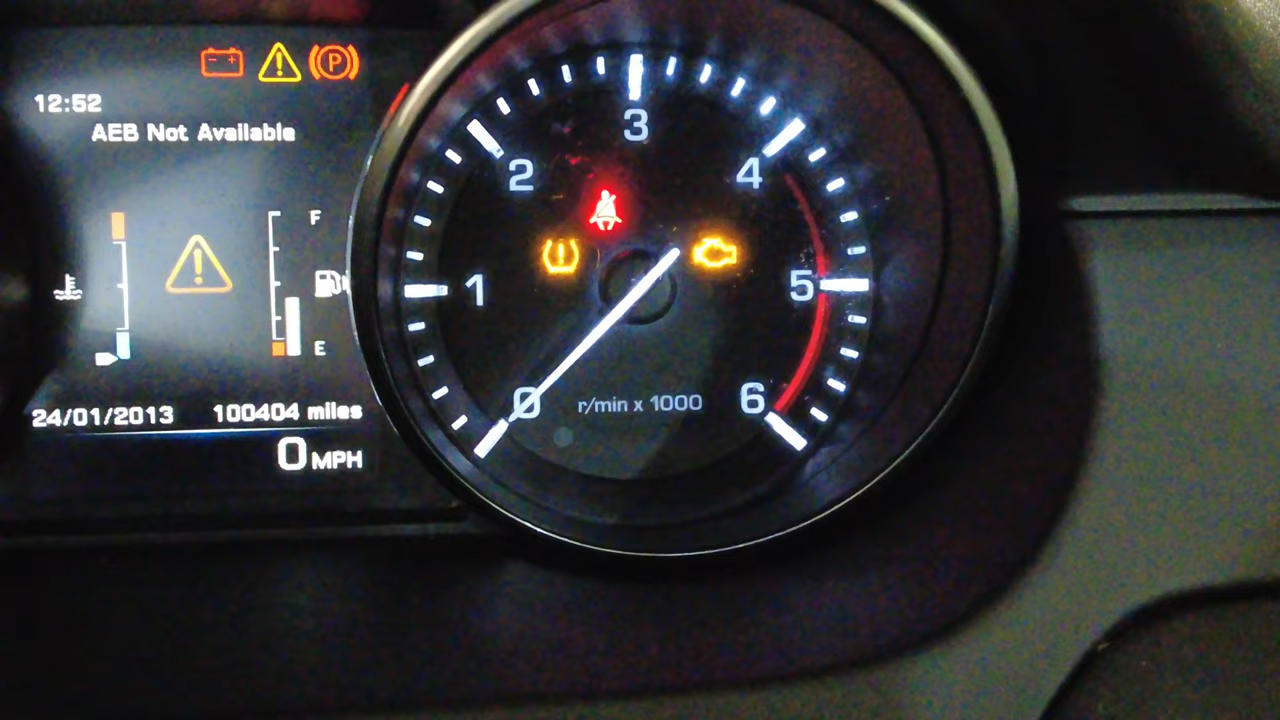 P
12:52
AEB Not Available
F
E
24/01/2013 100404 miles
0 MPH
0
1
2
3
4
5
6
r/min x 1000